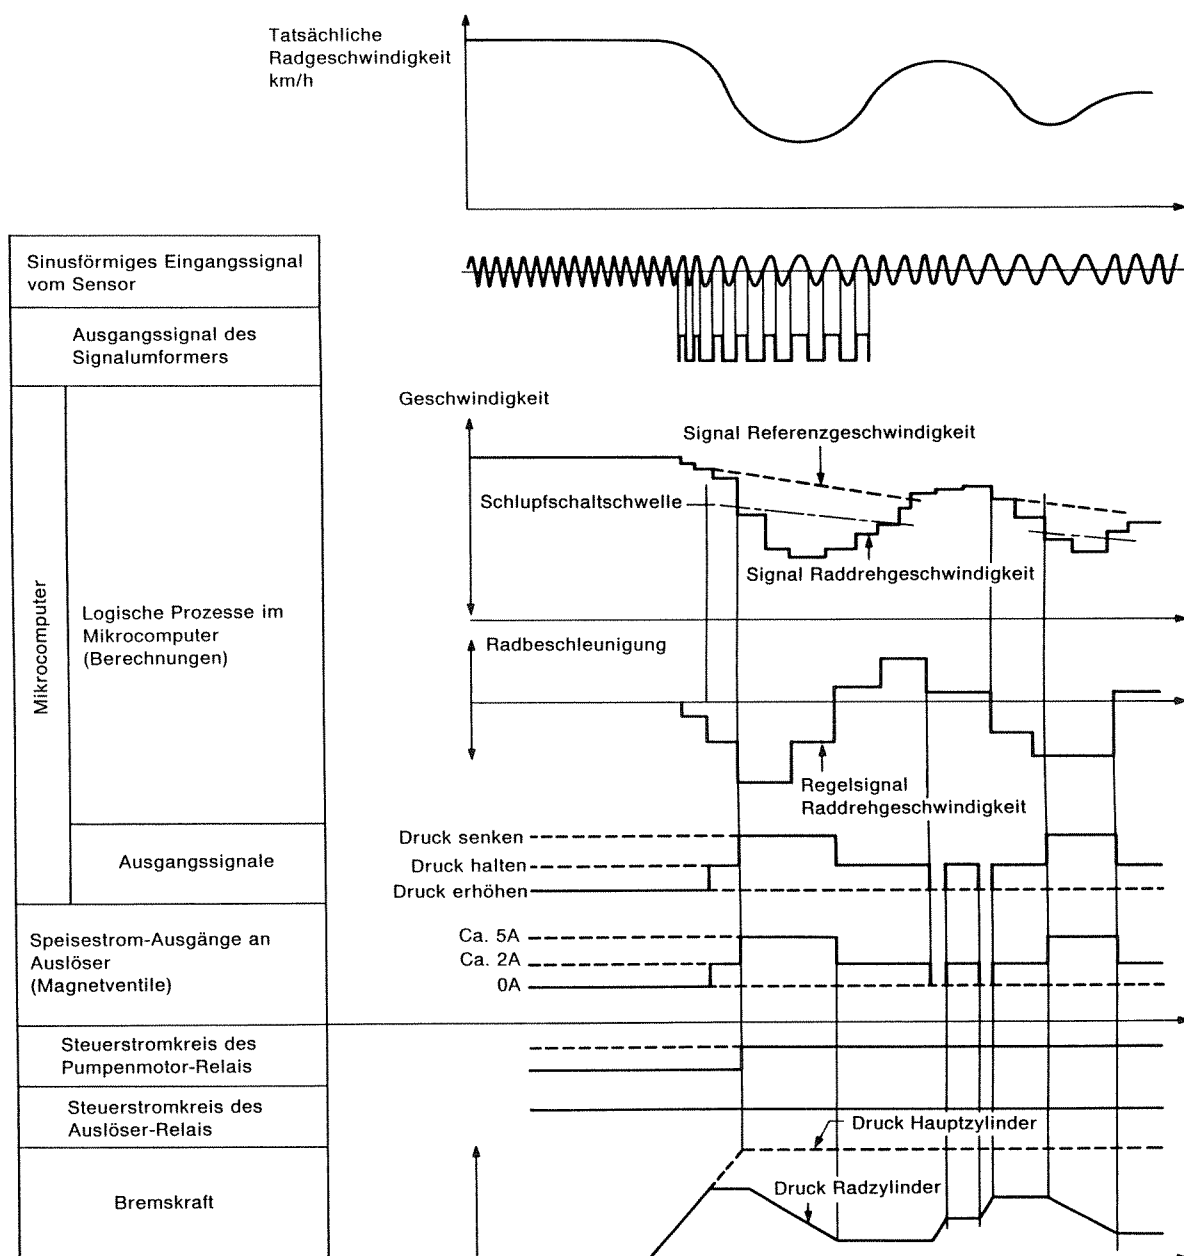 Tatsächliche
Radgeschwindigkeit
km/h
Sinusförmiges Eingangssignal
vom Sensor
Ausgangssignal des
Signalumformers
Mikrocomputer
Logische Prozesse im
Mikrocomputer
(Berechnungen)
Geschwindigkeit
Signal Referenzgeschwindigkeit
Schlupfschaltschwelle
Signal Raddrehgeschwindigkeit
Radbeschleunigung
Regelsignal
Raddrehgeschwindigkeit
Ausgangssignale
Druck senken
Druck halten
Druck erhöhen
Speisestrom-Ausgänge an
Auslöser
(Magnetventile)
Ca. 5A
Ca. 2A
0A
Steuerstromkreis des
Pumpenmotor-Relais
Steuerstromkreis des
Auslöser-Relais
Bremskraft
Druck Hauptzylinder
Druck Radzylinder